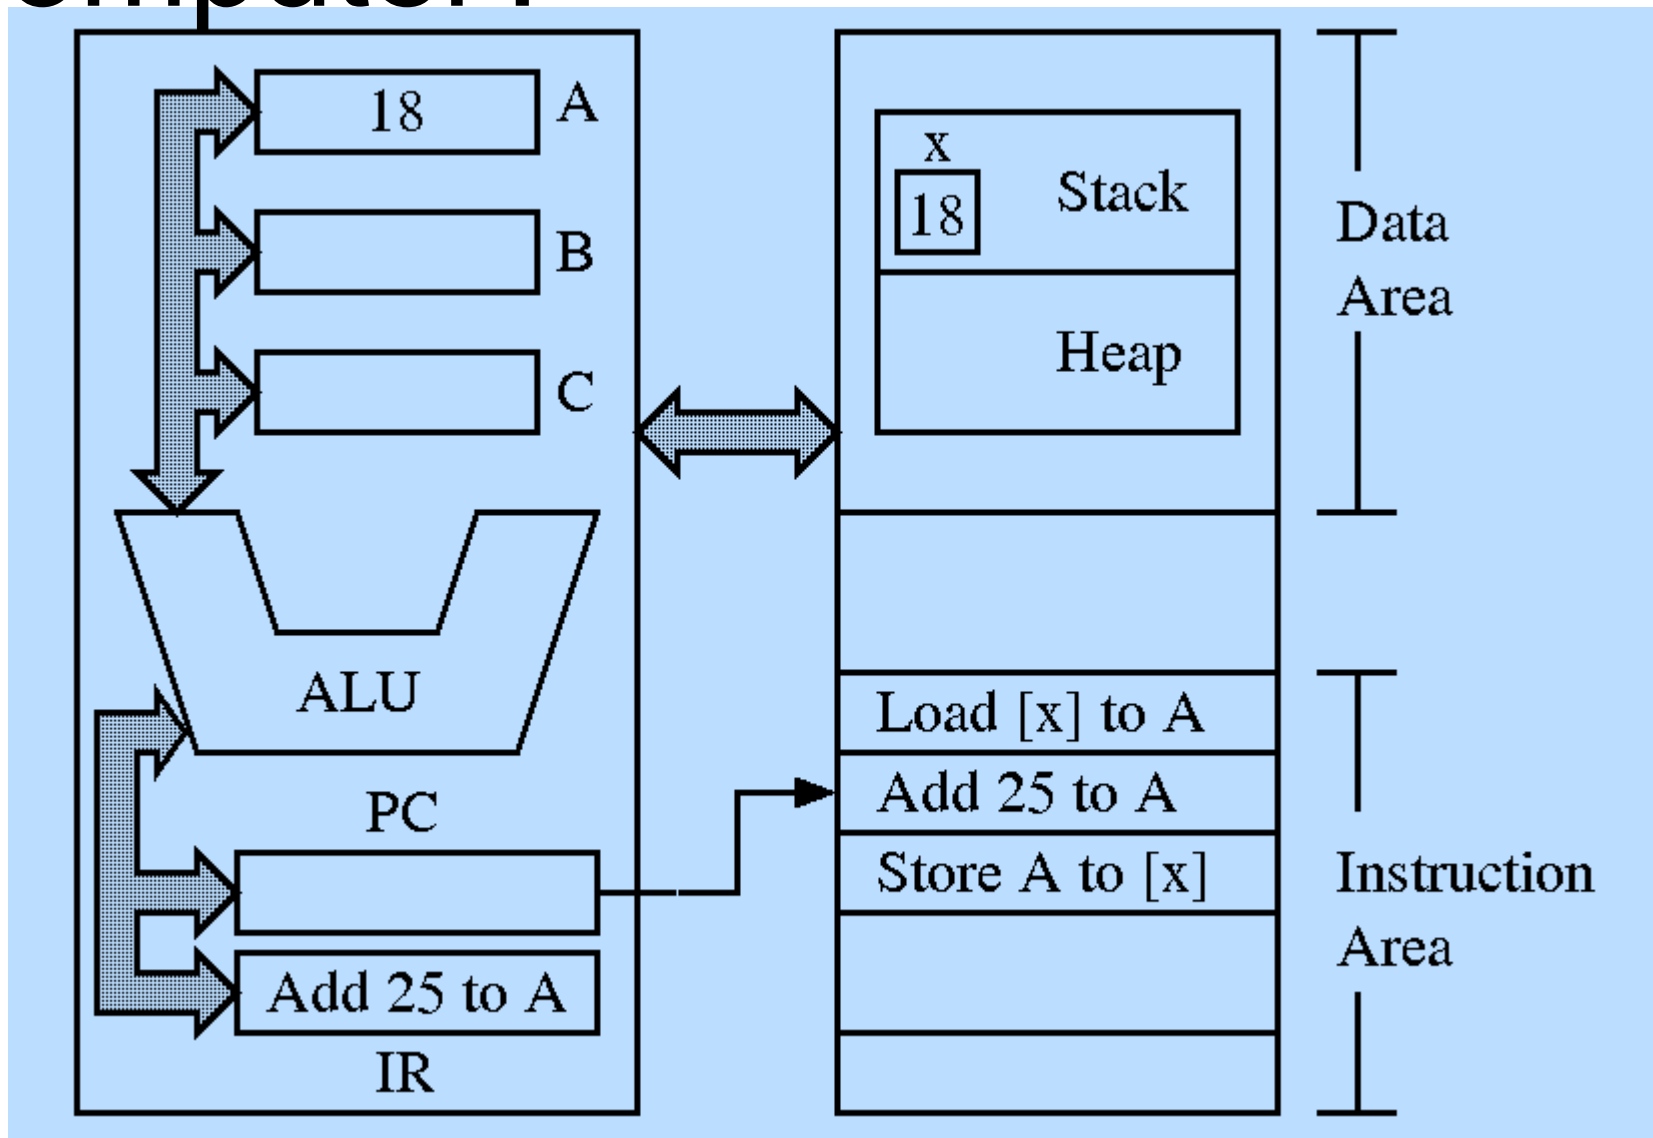 18
A
B
C
ALU
PC
Add 25 to A
IR
x
18
Stack
Heap
Load [x] to A
Add 25 to A
Store A to [x]
Data
Area
Instruction
Area